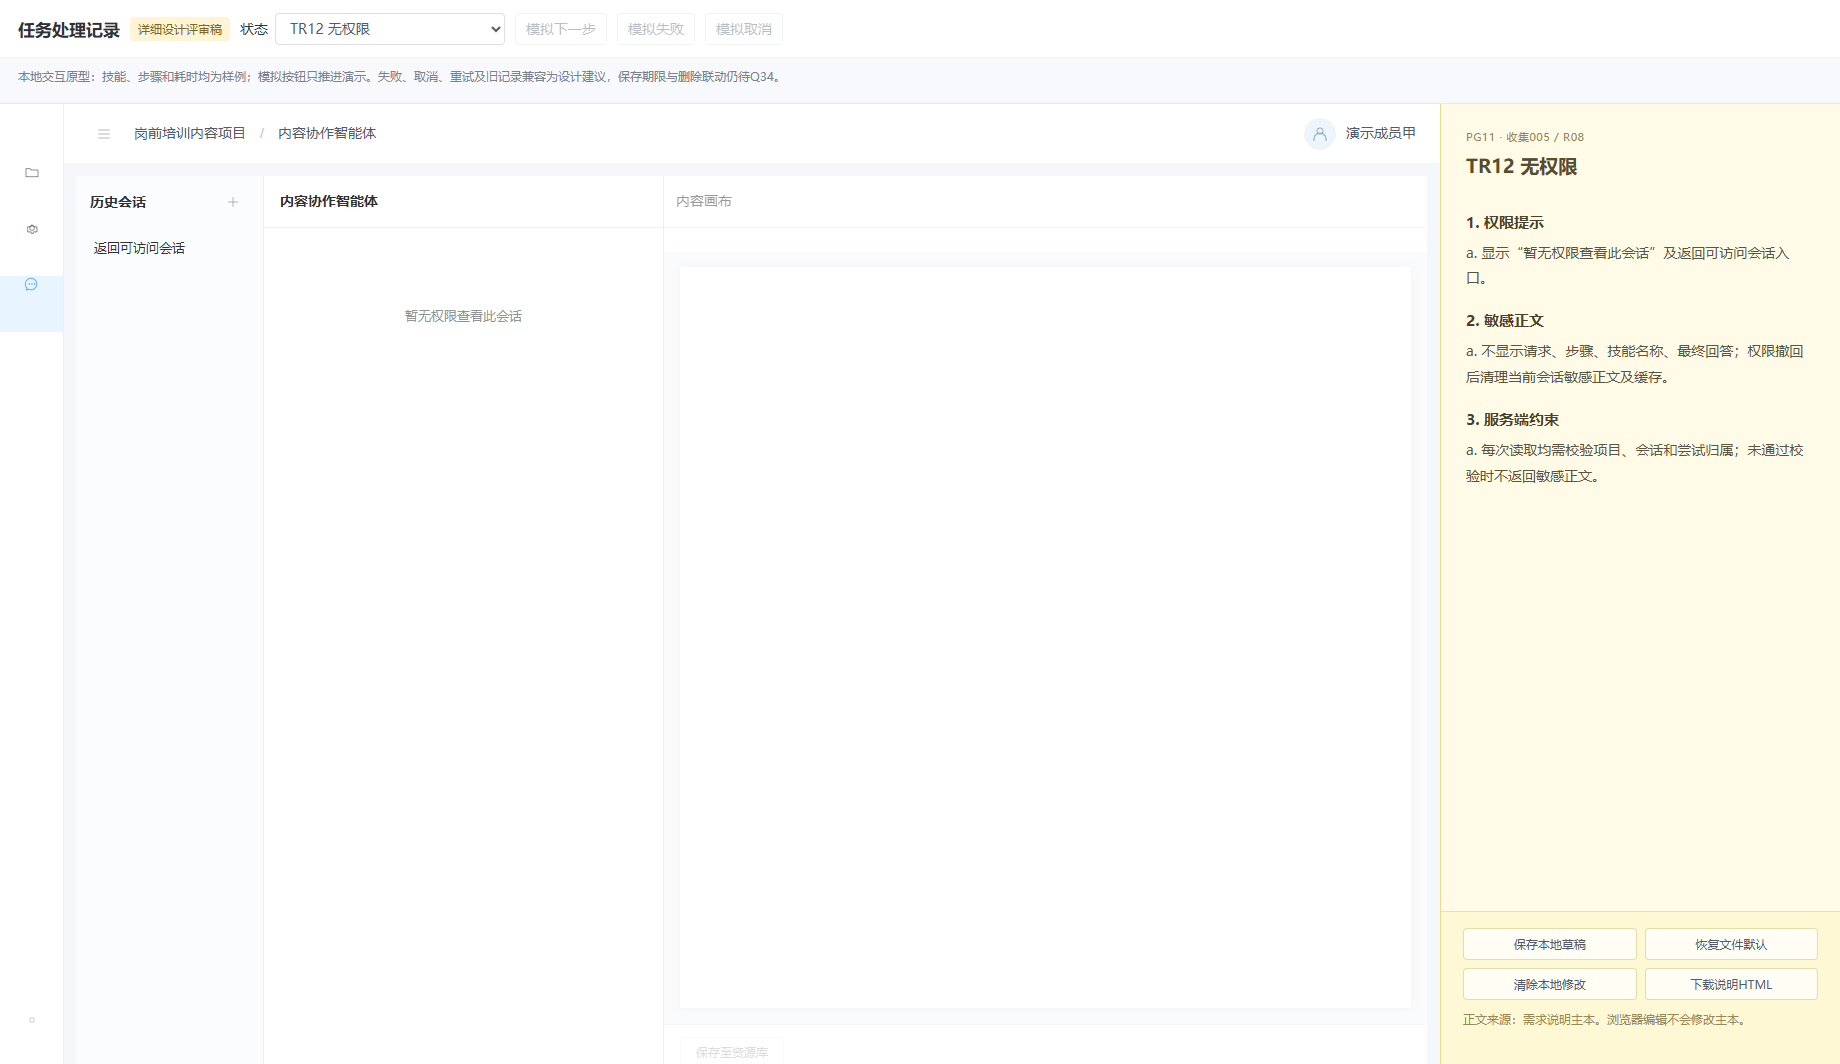 任务处理记录 详细设计评审稿 状态 TR12 无权限 模拟下一步 模拟失败 模拟取消
本地交互原型：技能、步骤和耗时均为样例；模拟按钮只推进演示。失败、取消、重试及旧记录兼容为设计建议，保存期限与删除联动仍待Q34。
岗前培训内容项目 / 内容协作智能体 演示成员甲
历史会话 +
返回可访问会话
内容协作智能体
暂无权限查看此会话
内容画布
保存至资源库
PG11 · 收集005 / R08
TR12 无权限
1. 权限提示
a. 显示“暂无权限查看此会话”及返回可访问会话入
口。
2. 敏感正文
a. 不显示请求、步骤、技能名称、最终回答；权限撤回
后清理当前会话敏感正文及缓存。
3. 服务端约束
a. 每次读取均需校验项目、会话和尝试归属；未通过校
验时不返回敏感正文。
保存本地草稿 恢复文件默认
清除本地修改 下载说明HTML
正文来源：需求说明主本。浏览器编辑不会修改主本。